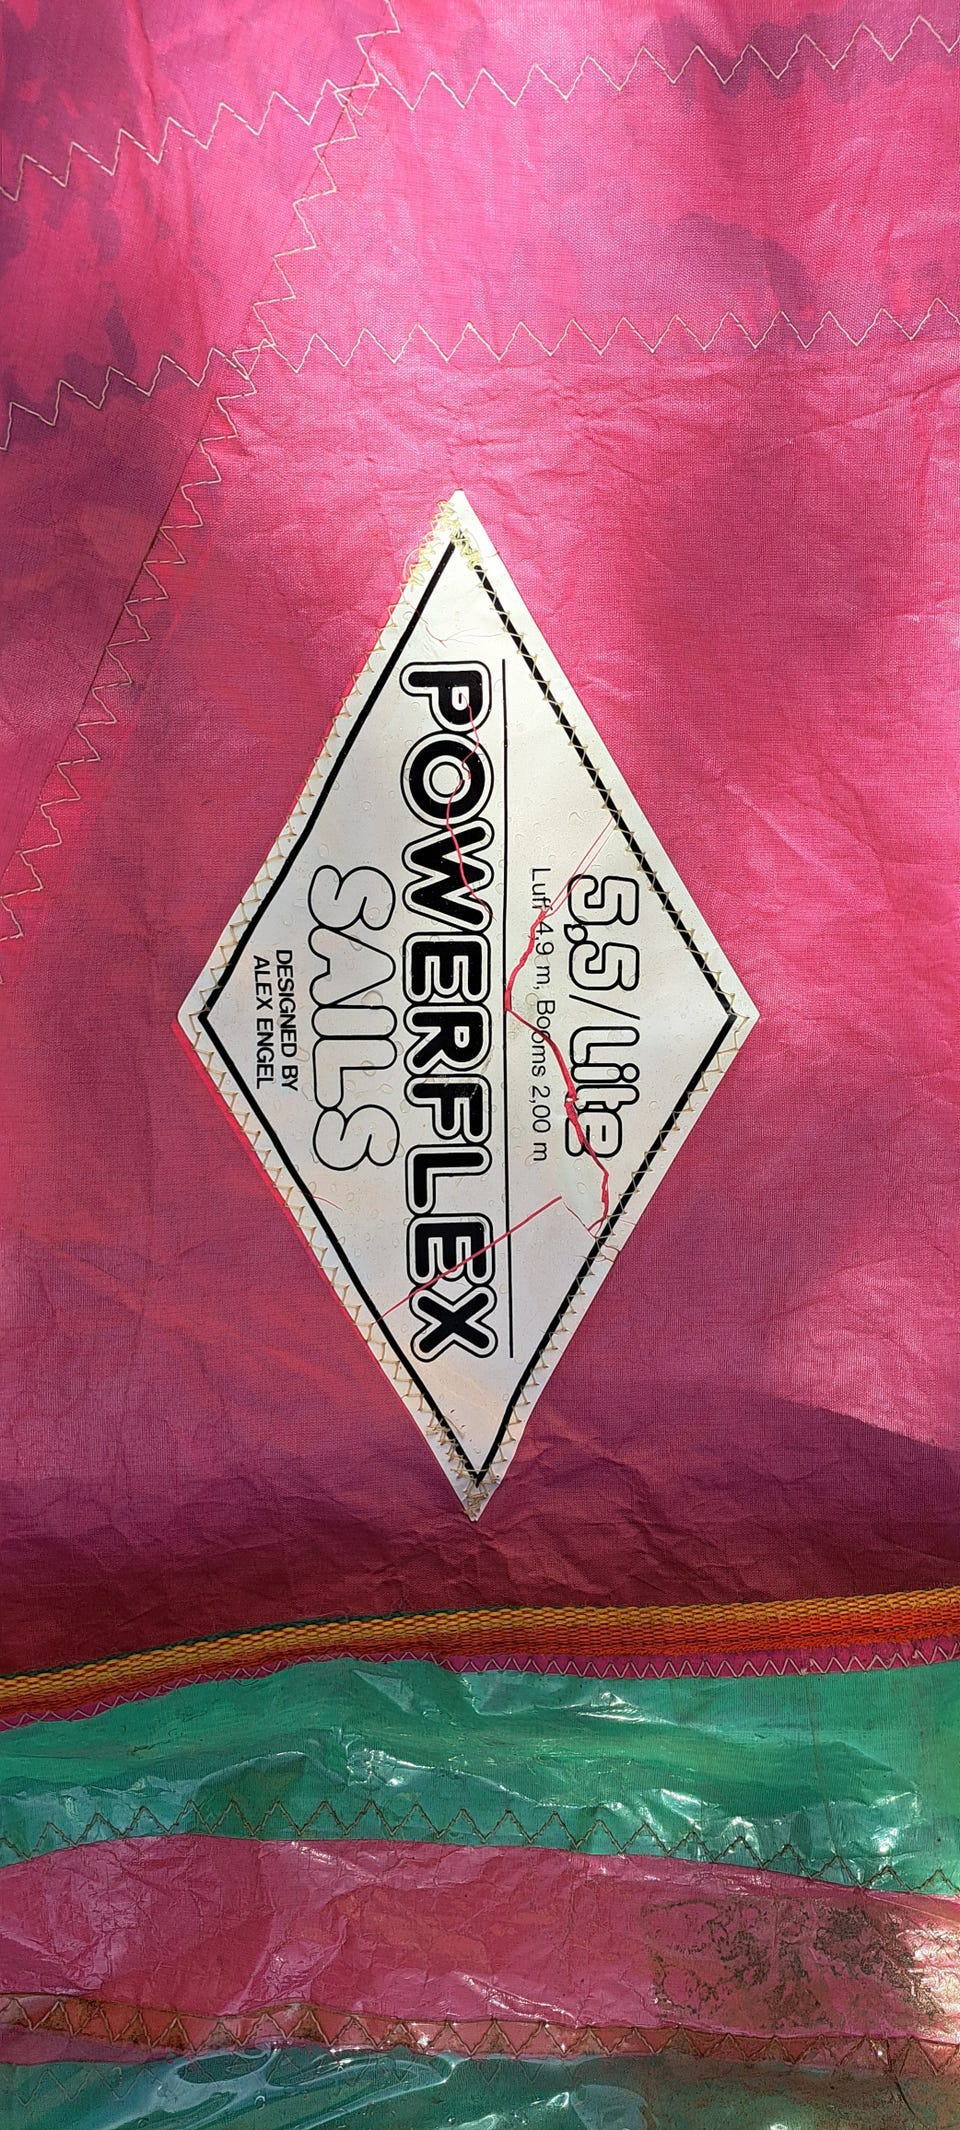 5,5/Lite
Luff 4.9 m, Booms 2,00 m
POWERFLEX
SAILS
DESIGNED BY
ALEX ENGEL